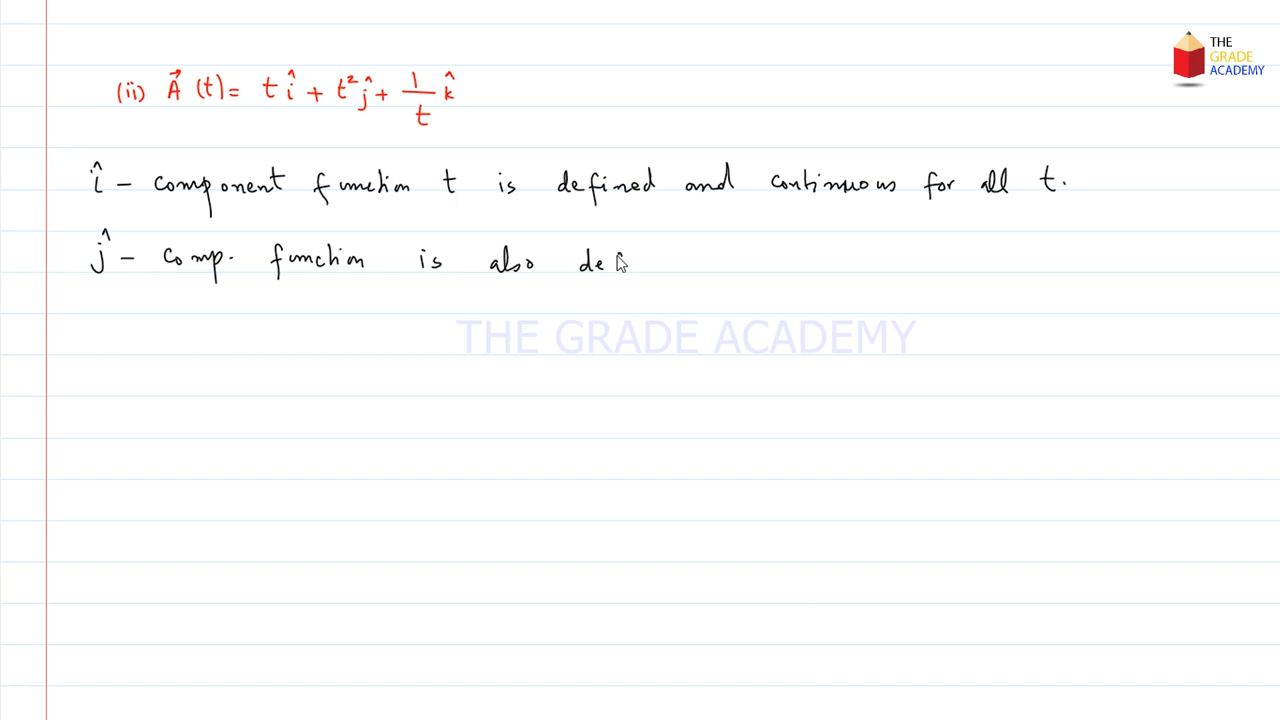 THE
GRADE
ACADEMY
(ii) A⃗ (t) = t î + t² ĵ + 1/t k̂
î - component function t is defined and continuous for all t.
ĵ - comp. function is also def
THE GRADE ACADEMY